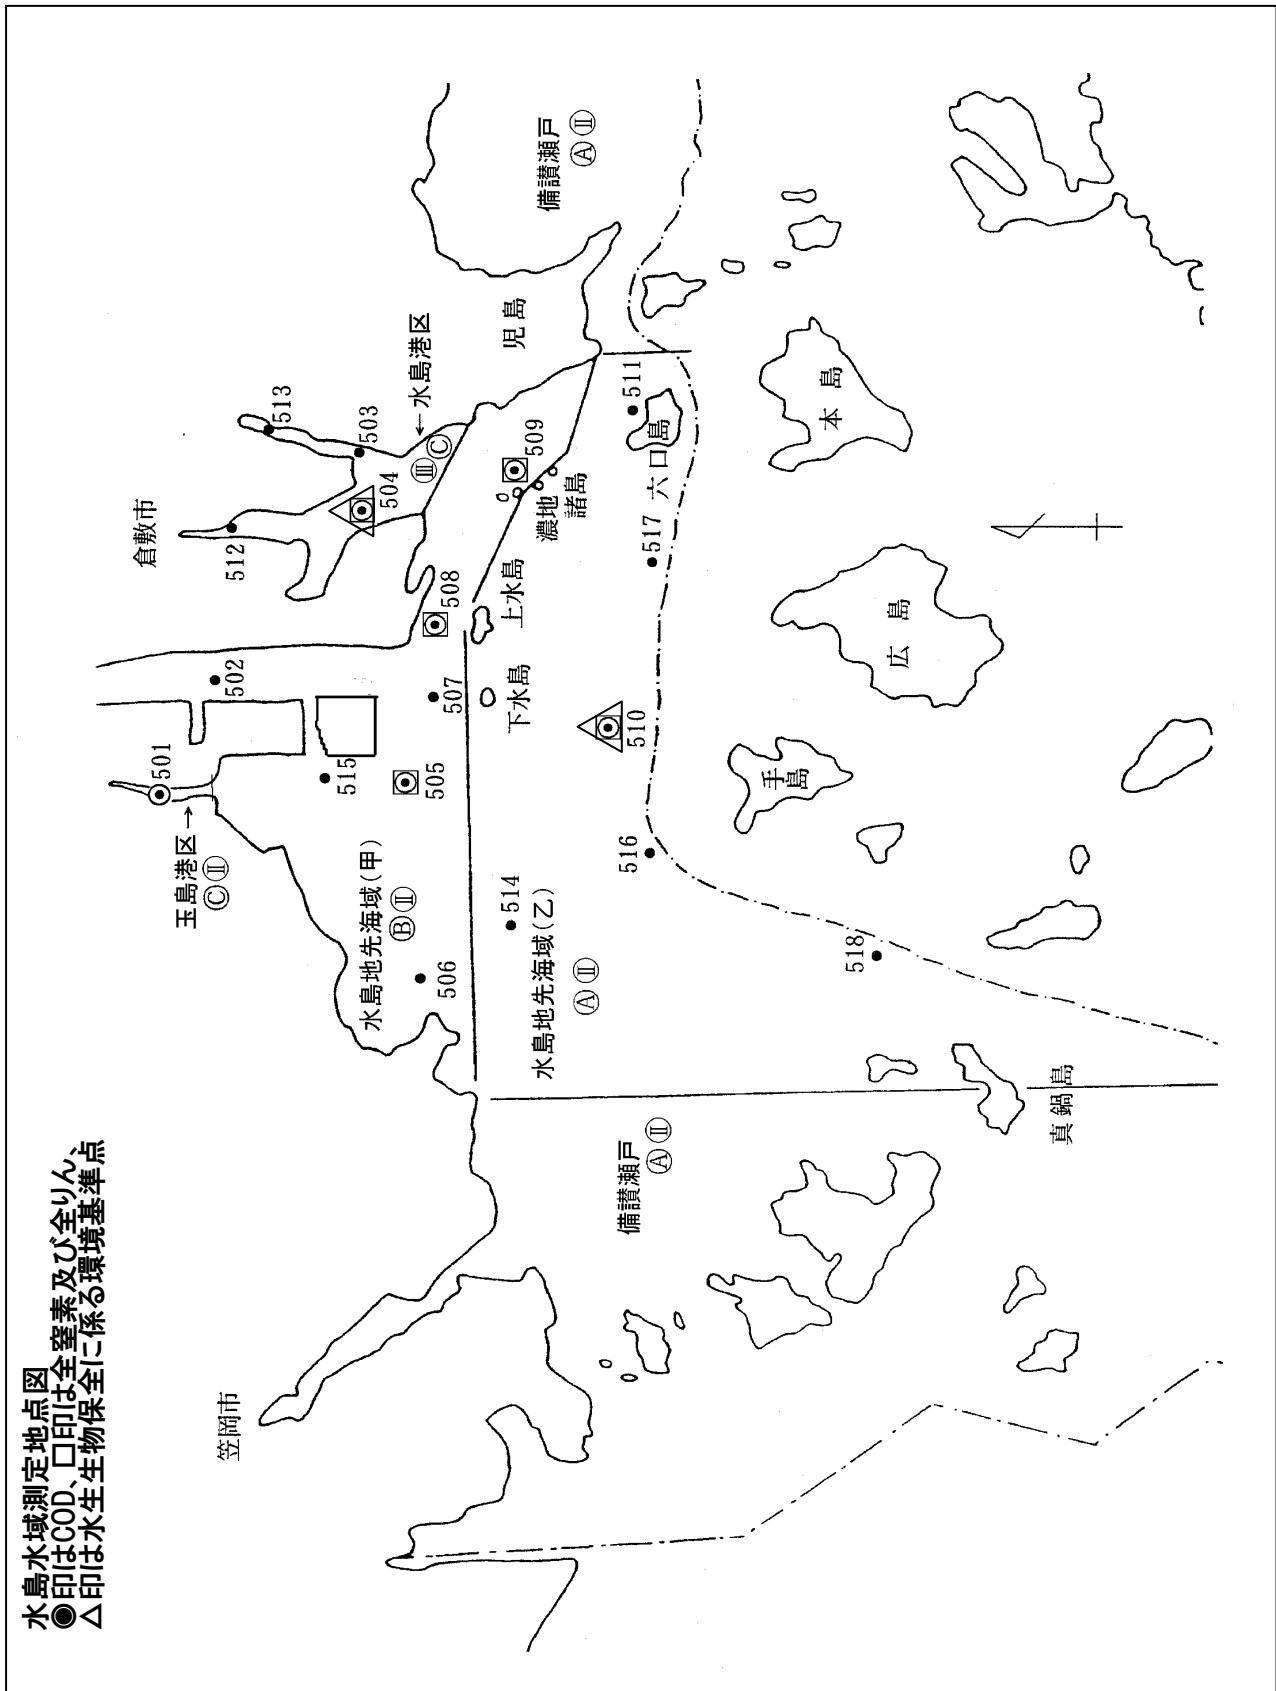 水島水域測定地点図
◉印はCOD、□印は全窒素及び全りん、
△印は水生生物保全に係る環境基準点
笠岡市
倉敷市
玉島港区→
Ⓒ Ⅱ
501
502
512
513
503
504
←水島港区
Ⅲ Ⓒ
児島
備讃瀬戸
Ⓐ Ⅱ
水島地先海域(甲)
Ⓑ Ⅱ
515
505
506
507
508
509
濃地
諸島
上水島
下水島
514
水島地先海域(乙)
Ⓐ Ⅱ
510
511
六口島
517
516
518
備讃瀬戸
Ⓐ Ⅱ
本島
広島
手島
真鍋島